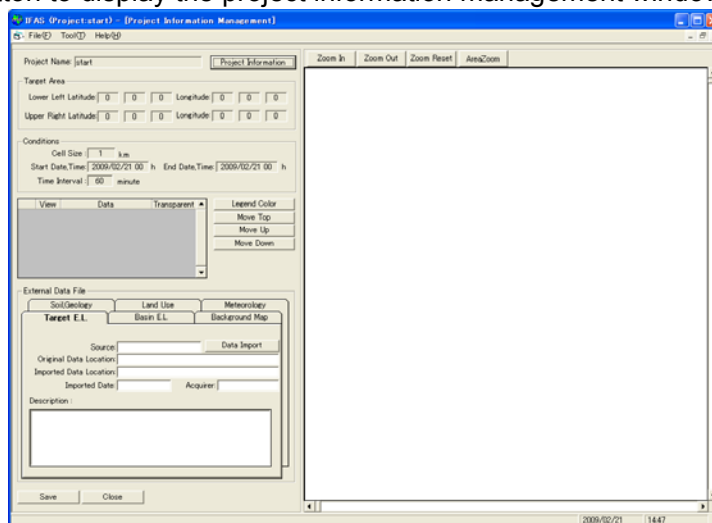 to display the project information management window
IFAS (Project:start) - [Project Information Management]
File(F) Tool(T) Help(H)
Project Name: start Project Information
Zoom In Zoom Out Zoom Reset AreaZoom
Target Area
Lower Left Latitude: 0 0 0 Longitude: 0 0 0
Upper Right Latitude: 0 0 0 Longitude: 0 0 0
Conditions
Cell Size : 1 km
Start Date,Time: 2009/02/21 00 h End Date,Time: 2009/02/21 00 h
Time Interval : 60 minute
View Data Transparent
Legend Color
Move Top
Move Up
Move Down
External Data File
Soil,Geology Land Use Meteorology
Target E.L. Basin E.L. Background Map
Source: Data Import
Original Data Location:
Imported Data Location:
Imported Date: Acquirer:
Description :
Save Close
2009/02/21 14:47